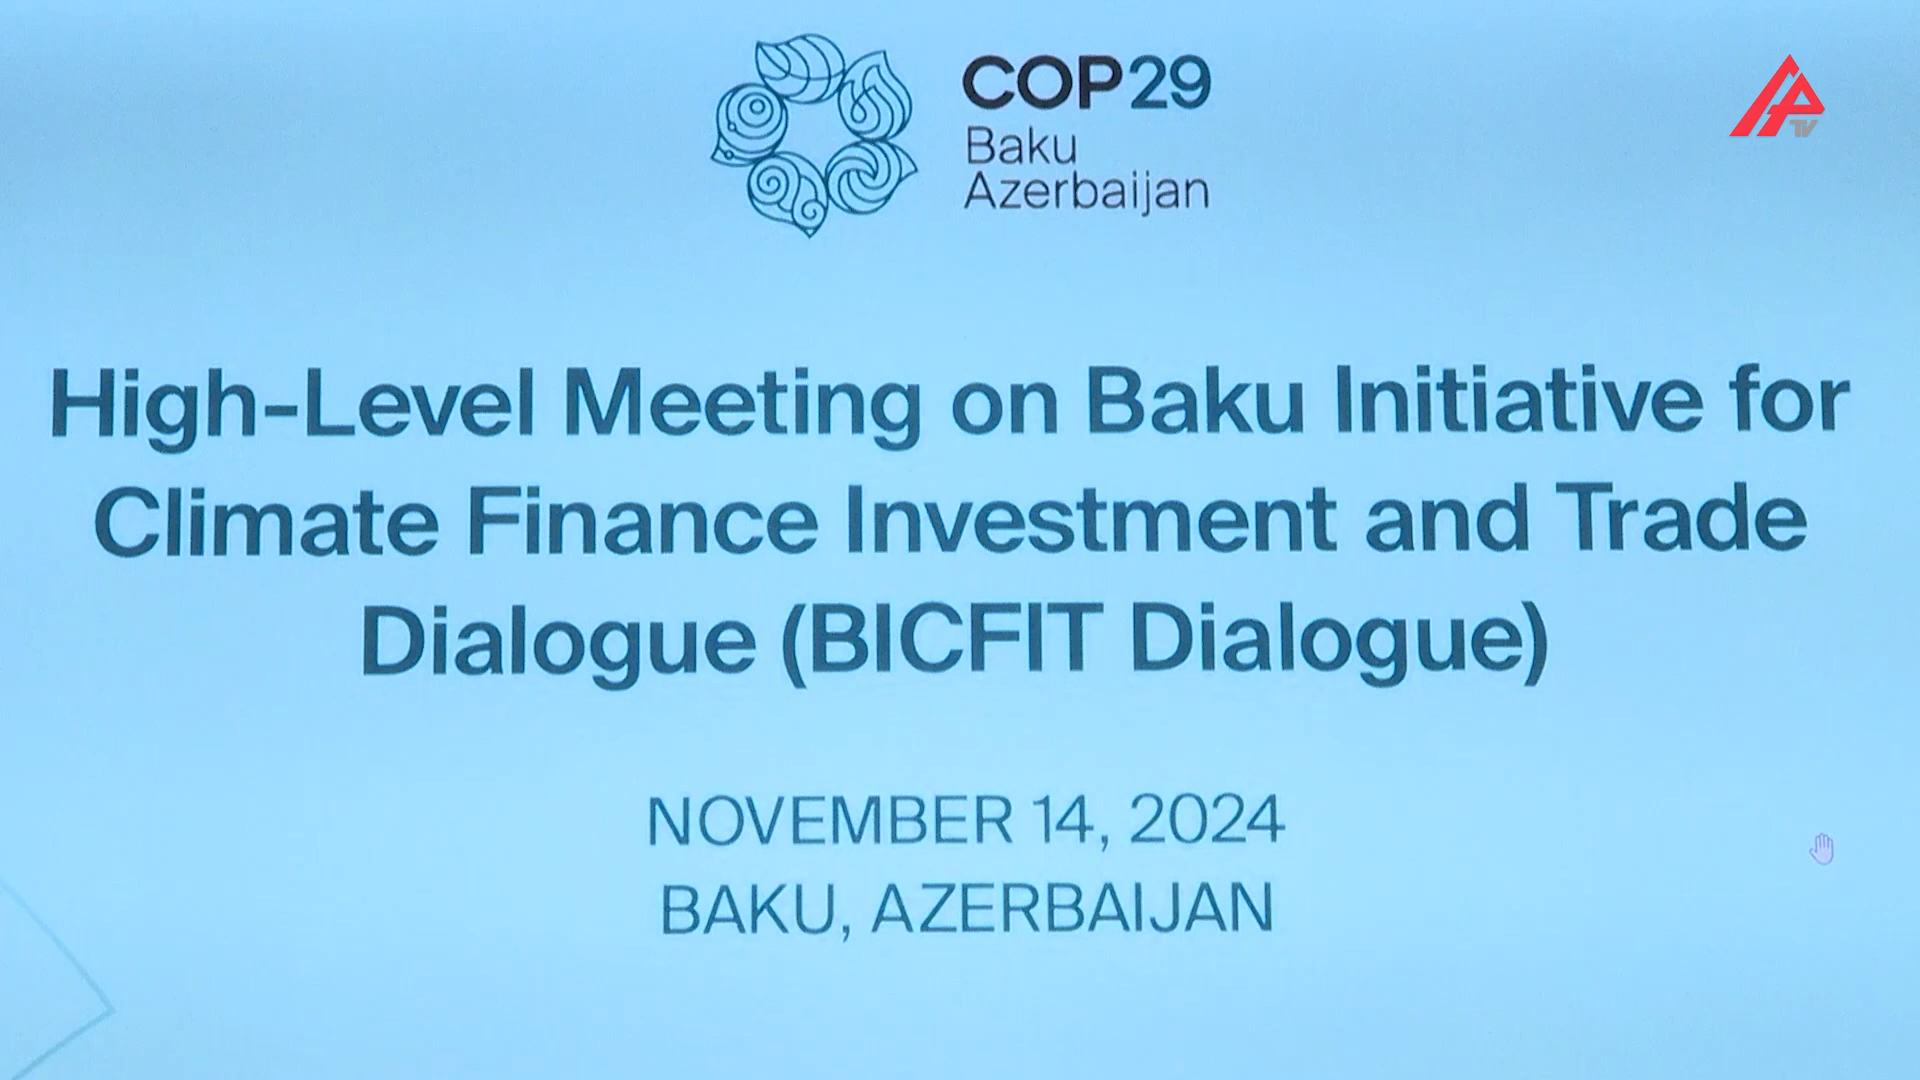 COP29
Baku
Azerbaijan
TV
High-Level Meeting on Baku Initiative for
Climate Finance Investment and Trade
Dialogue (BICFIT Dialogue)
NOVEMBER 14, 2024
BAKU, AZERBAIJAN